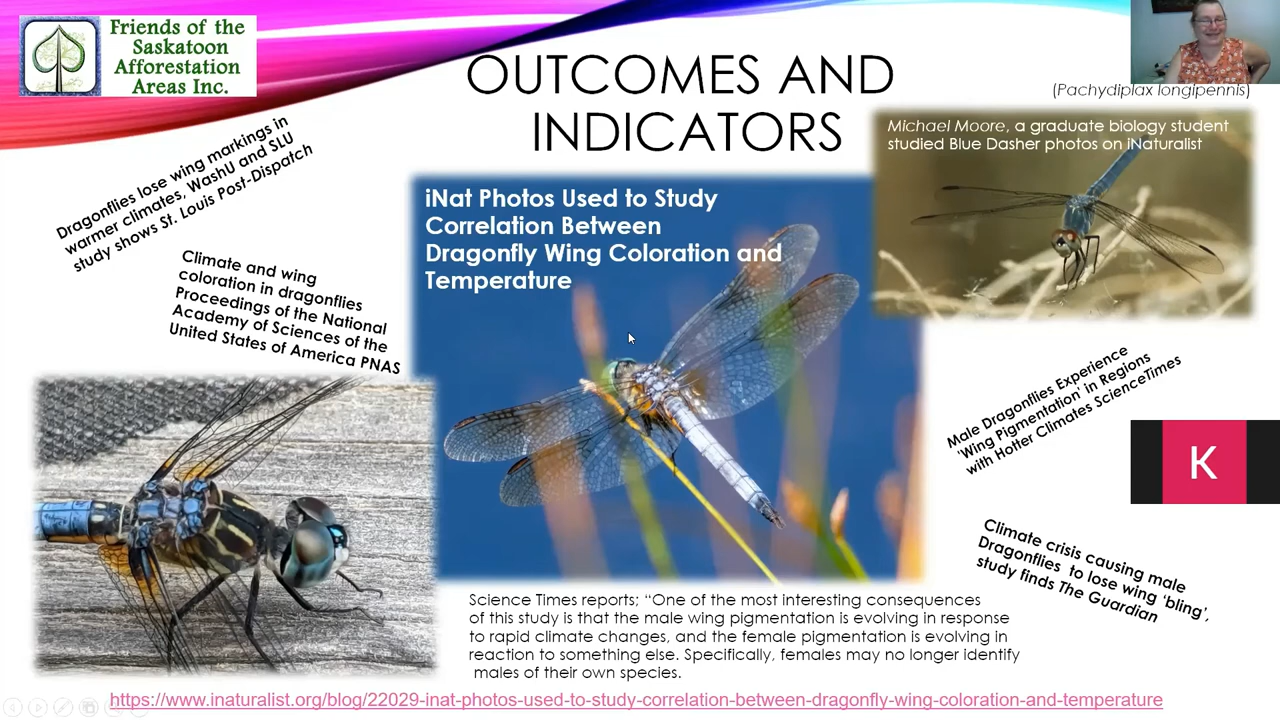 Friends of the
Saskatoon
Afforestation
Areas Inc.
OUTCOMES AND
INDICATORS
(Pachydiplax longipennis)
Michael Moore, a graduate biology student
studied Blue Dasher photos on iNaturalist
Dragonflies lose wing markings in
warmer climates, WashU and SLU
study shows St. Louis Post-Dispatch
iNat Photos Used to Study
Correlation Between
Dragonfly Wing Coloration and
Temperature
Climate and wing
coloration in dragonflies
Proceedings of the National
Academy of Sciences of the
United States of America PNAS
Male Dragonflies Experience
'Wing Pigmentation' in Regions
with Hotter Climates ScienceTimes
K
Climate crisis causing male
Dragonflies to lose wing 'bling',
study finds The Guardian
Science Times reports; “One of the most interesting consequences
of this study is that the male wing pigmentation is evolving in response
to rapid climate changes, and the female pigmentation is evolving in
reaction to something else. Specifically, females may no longer identify
males of their own species.
https://www.inaturalist.org/blog/22029-inat-photos-used-to-study-correlation-between-dragonfly-wing-coloration-and-temperature